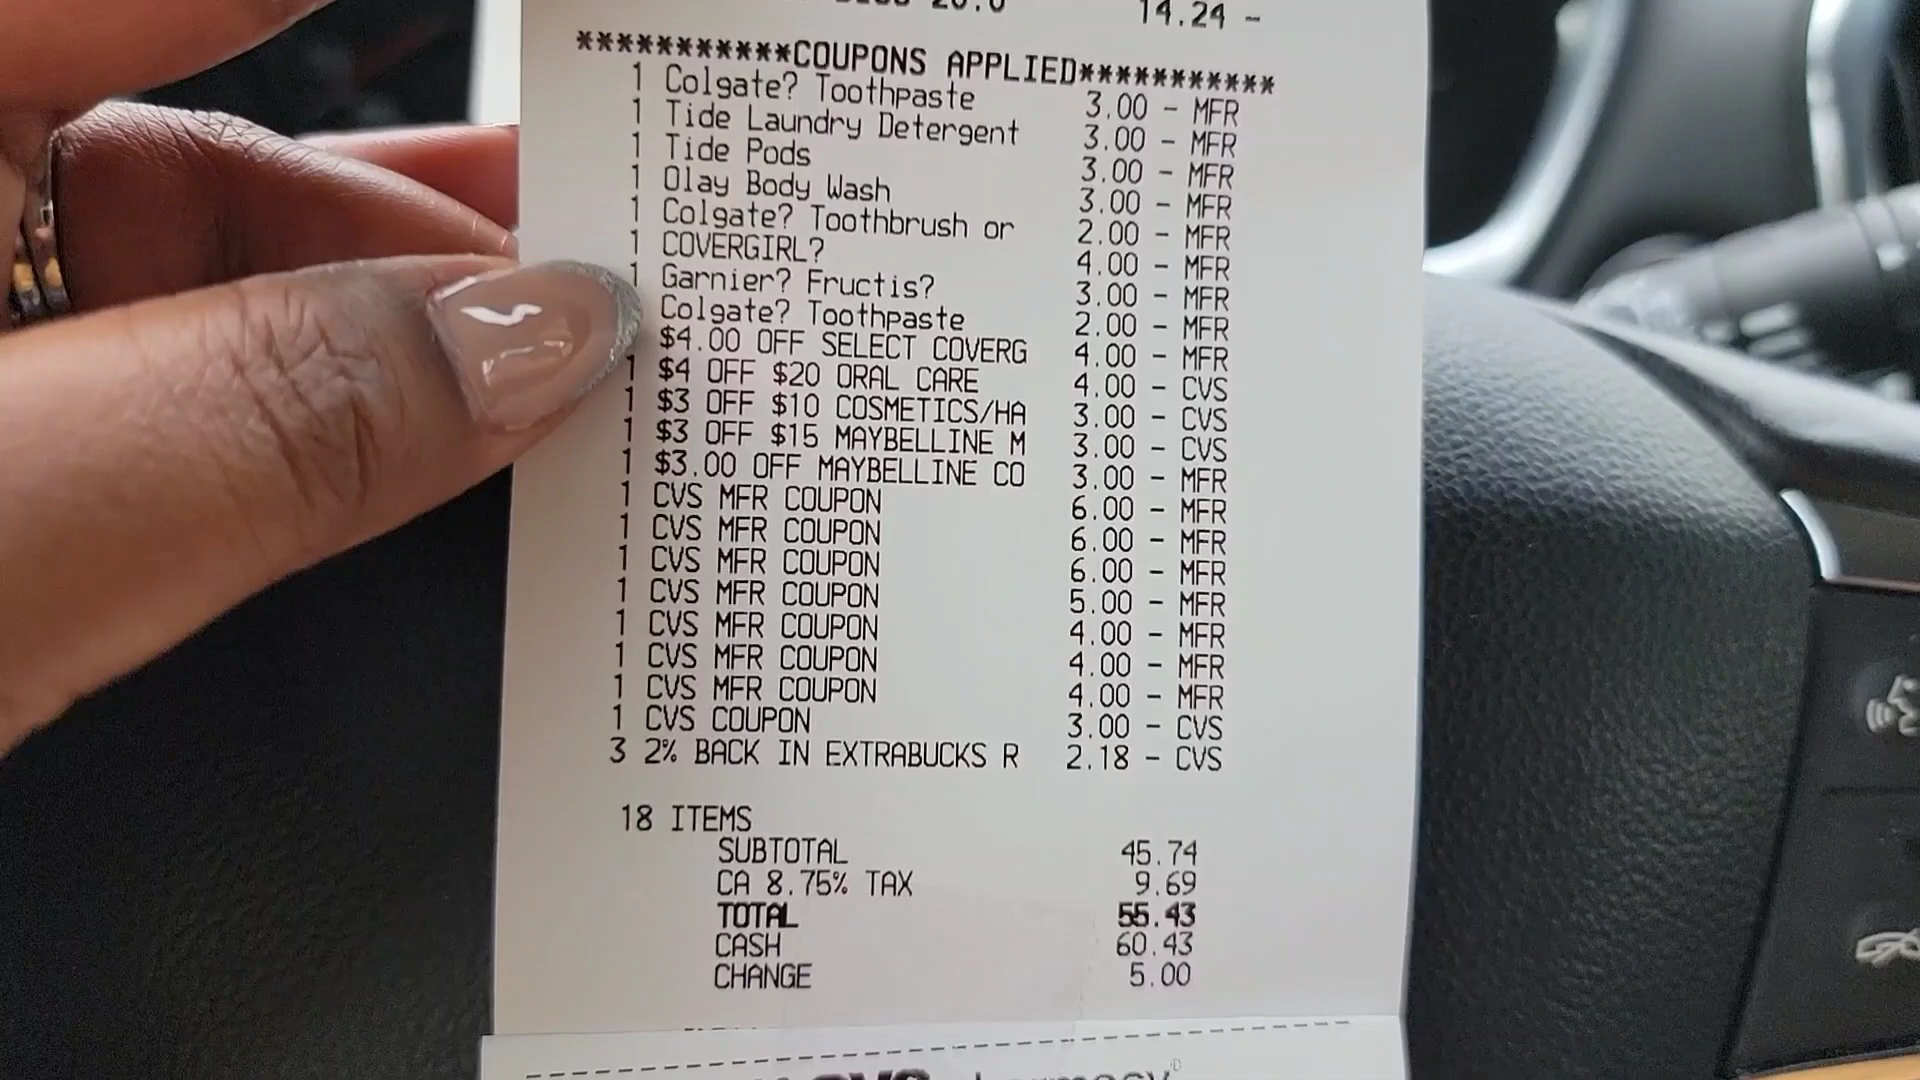 14.24 -
***********COUPONS APPLIED***********
1 Colgate? Toothpaste 3.00 - MFR
1 Tide Laundry Detergent 3.00 - MFR
1 Tide Pods 3.00 - MFR
1 Olay Body Wash 3.00 - MFR
1 Colgate? Toothbrush or 2.00 - MFR
1 COVERGIRL? 4.00 - MFR
1 Garnier? Fructis? 3.00 - MFR
Colgate? Toothpaste 2.00 - MFR
$4.00 OFF SELECT COVERG 4.00 - MFR
1 $4 OFF $20 ORAL CARE 4.00 - CVS
1 $3 OFF $10 COSMETICS/HA 3.00 - CVS
1 $3 OFF $15 MAYBELLINE M 3.00 - CVS
1 $3.00 OFF MAYBELLINE CO 3.00 - MFR
1 CVS MFR COUPON 6.00 - MFR
1 CVS MFR COUPON 6.00 - MFR
1 CVS MFR COUPON 6.00 - MFR
1 CVS MFR COUPON 5.00 - MFR
1 CVS MFR COUPON 4.00 - MFR
1 CVS MFR COUPON 4.00 - MFR
1 CVS MFR COUPON 4.00 - MFR
1 CVS COUPON 3.00 - CVS
3 2% BACK IN EXTRABUCKS R 2.18 - CVS
18 ITEMS
SUBTOTAL 45.74
CA 8.75% TAX 9.69
TOTAL 55.43
CASH 60.43
CHANGE 5.00